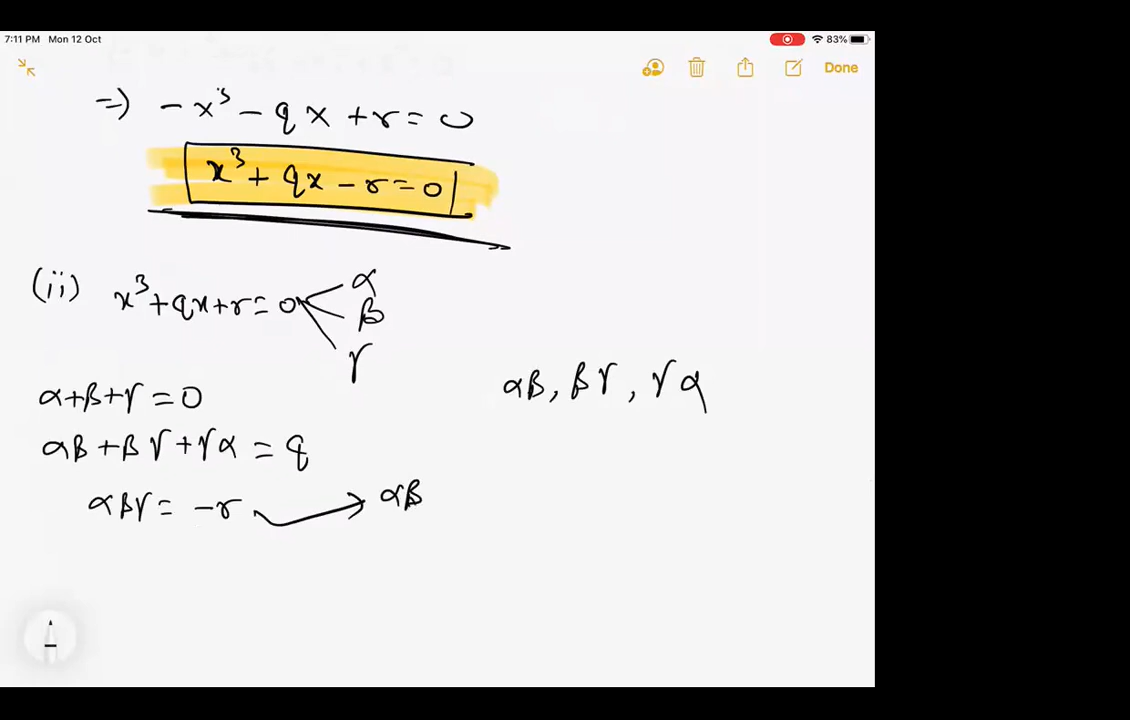 7:11 PM Mon 12 Oct
83%
Done
=) -x³ - qx + r = 0
x³ + qx - r = 0
(ii) x³ + qx + r = 0
α
β
γ
α+β+γ = 0
αβ, βγ, γα
αβ + βγ + γα = q
αβγ = -r → αβ